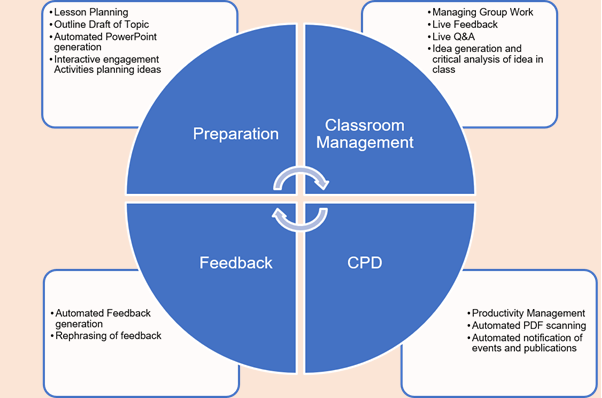 • Lesson Planning
• Outline Draft of Topic
• Automated PowerPoint
generation
• Interactive engagement
Activities planning ideas
• Managing Group Work
• Live Feedback
• Live Q&A
• Idea generation and
critical analysis of idea in
class
Preparation
Classroom
Management
Feedback
CPD
• Automated Feedback
generation
• Rephrasing of feedback
• Productivity Management
• Automated PDF scanning
• Automated notification of
events and publications